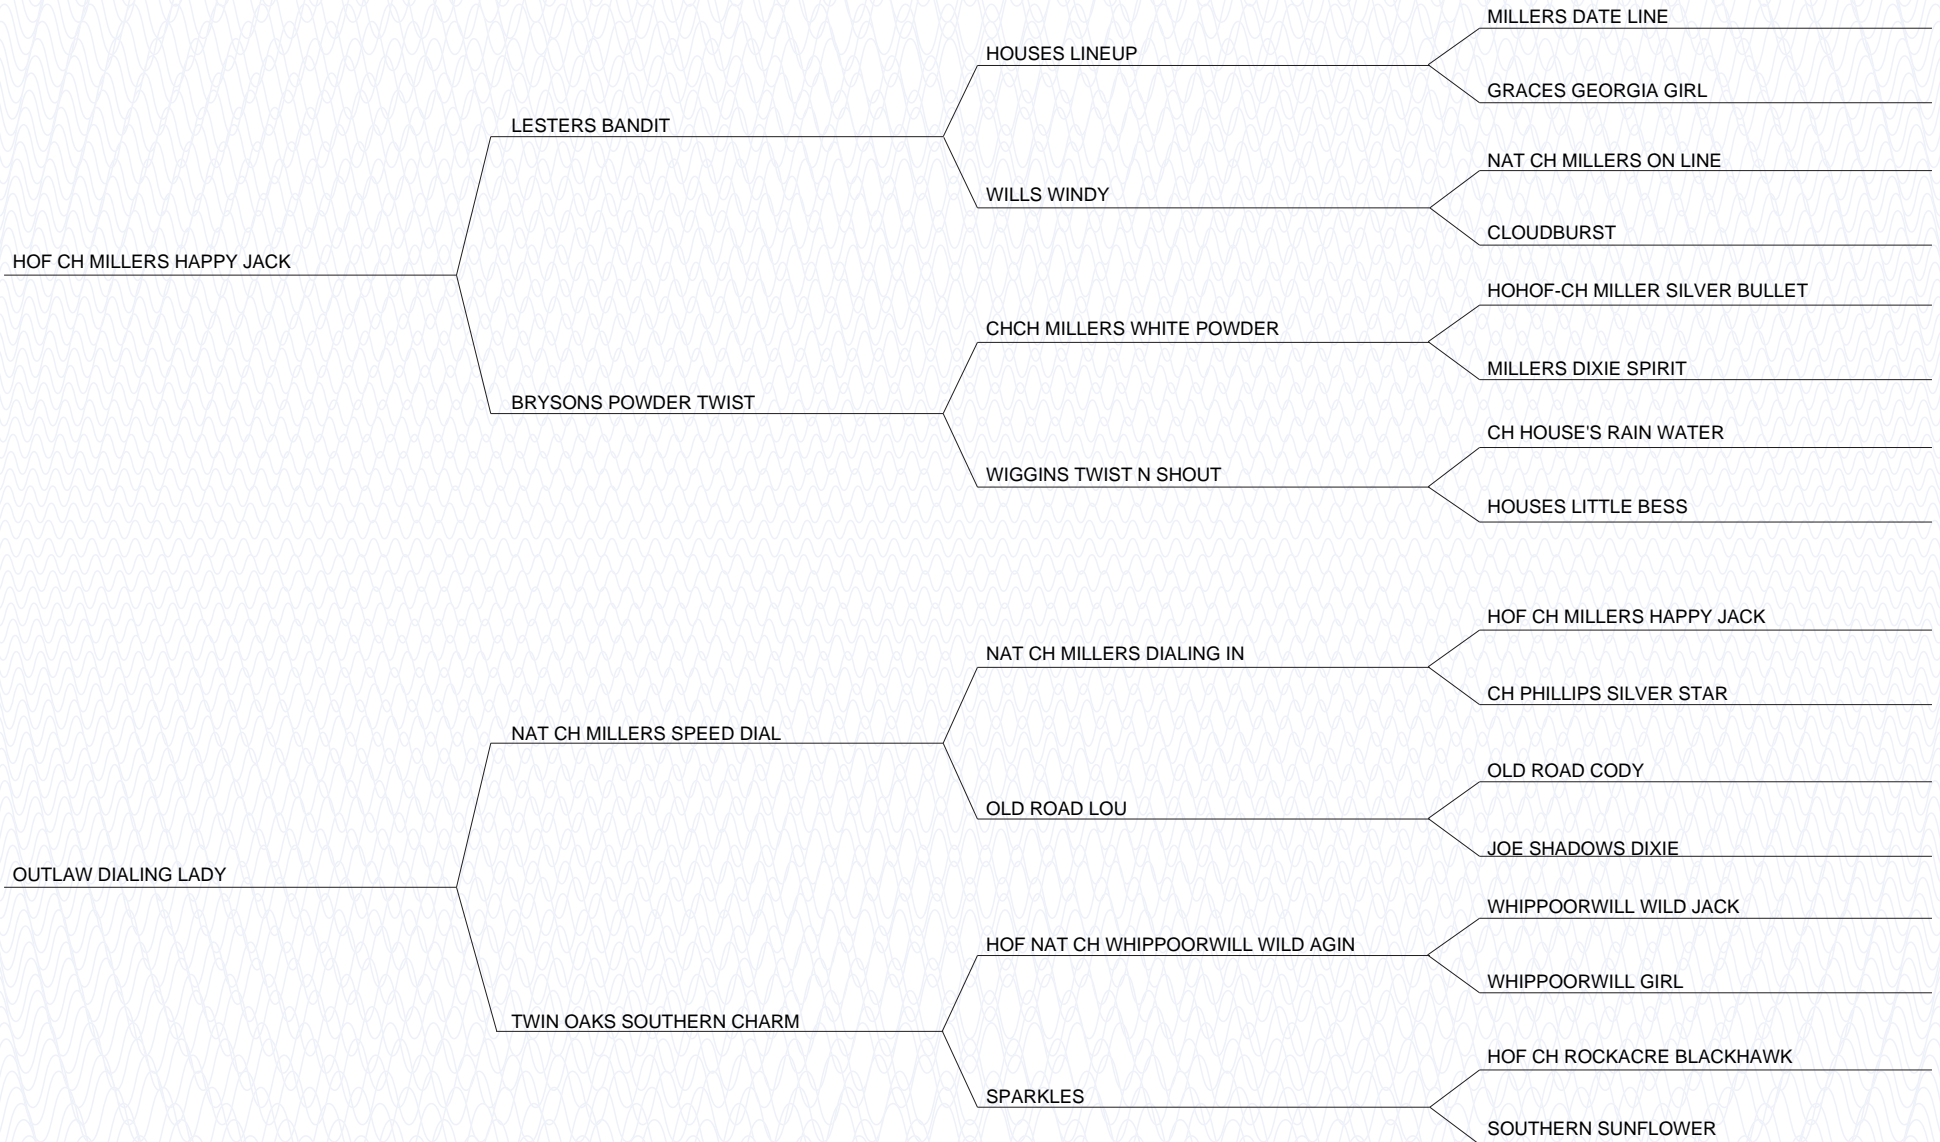 MILLERS DATE LINE
HOUSES LINEUP
GRACES GEORGIA GIRL
LESTERS BANDIT
NAT CH MILLERS ON LINE
WILLS WINDY
CLOUDBURST
HOF CH MILLERS HAPPY JACK
HOHOF-CH MILLER SILVER BULLET
CHCH MILLERS WHITE POWDER
MILLERS DIXIE SPIRIT
BRYSONS POWDER TWIST
CH HOUSE'S RAIN WATER
WIGGINS TWIST N SHOUT
HOUSES LITTLE BESS
HOF CH MILLERS HAPPY JACK
NAT CH MILLERS DIALING IN
CH PHILLIPS SILVER STAR
NAT CH MILLERS SPEED DIAL
OLD ROAD CODY
OLD ROAD LOU
JOE SHADOWS DIXIE
OUTLAW DIALING LADY
WHIPPOORWILL WILD JACK
HOF NAT CH WHIPPOORWILL WILD AGIN
WHIPPOORWILL GIRL
TWIN OAKS SOUTHERN CHARM
HOF CH ROCKACRE BLACKHAWK
SPARKLES
SOUTHERN SUNFLOWER